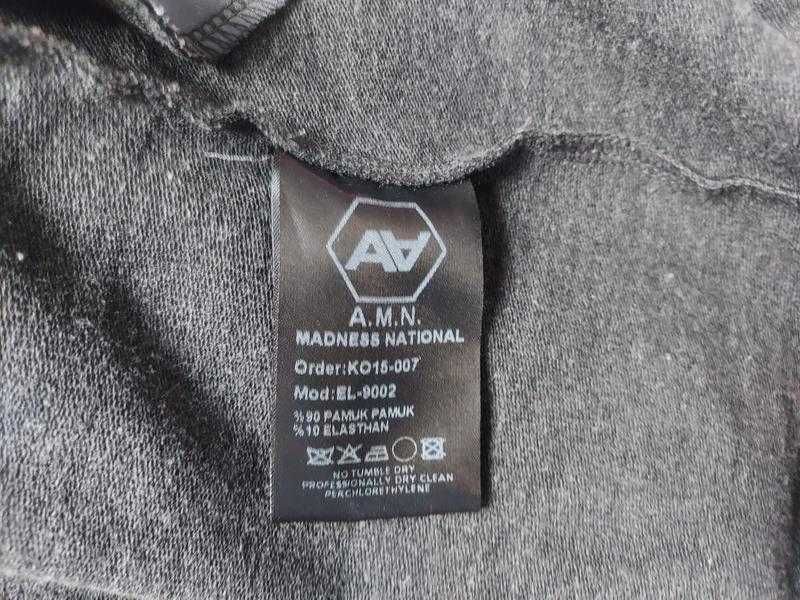 A.M.N.
MADNESS NATIONAL
Order:KO15-007
Mod:EL-9002
%90 PAMUK PAMUK
%10 ELASTHAN
NO TUMBLE DRY
PROFESSIONALLY DRY CLEAN
PERCHLORETHYLENE